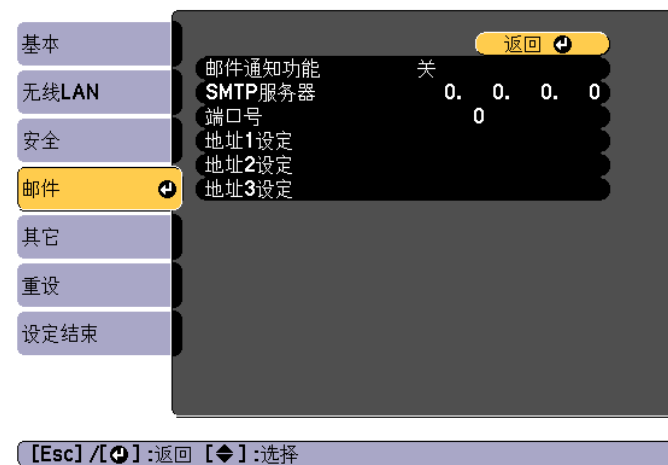 基本
无线LAN
安全
邮件
其它
重设
设定结束
返回
邮件通知功能 关
SMTP服务器 0. 0. 0. 0
端口号 0
地址1设定
地址2设定
地址3设定
[Esc] /[ ] :返回 [ ] :选择